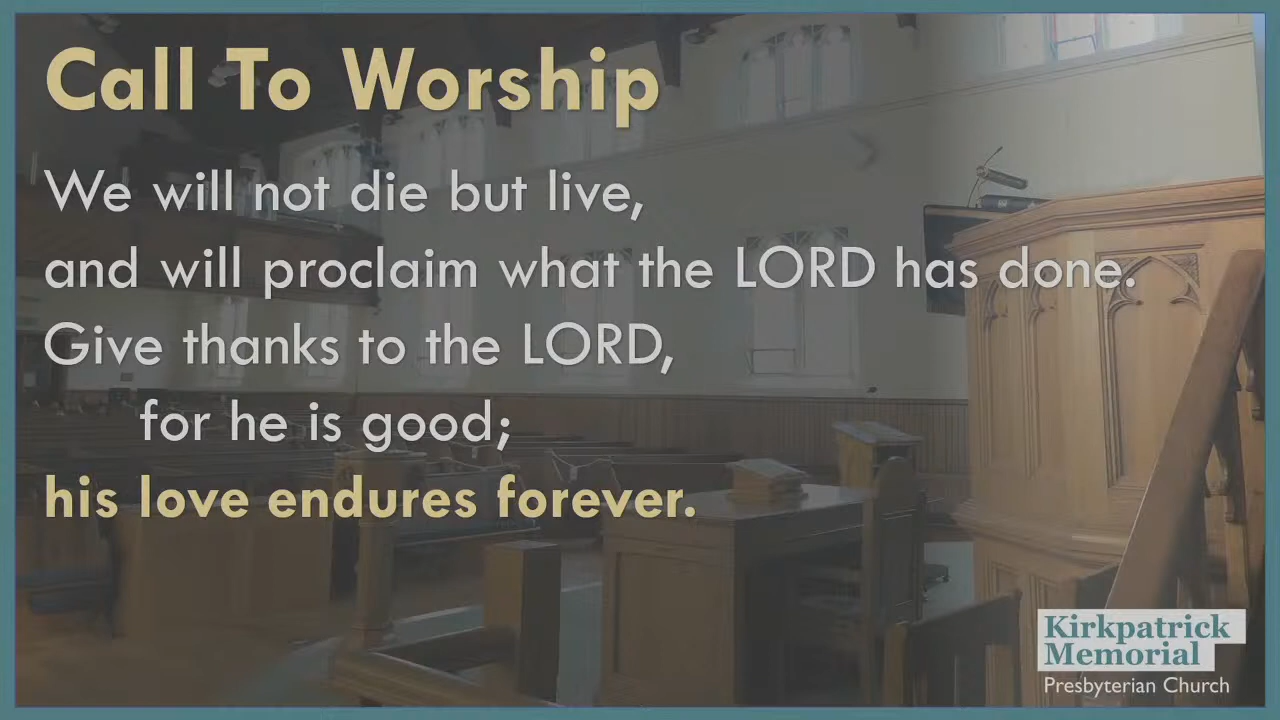 Call To Worship
We will not die but live,
and will proclaim what the LORD has done.
Give thanks to the LORD,
for he is good;
his love endures forever.
Kirkpatrick
Memorial
Presbyterian Church